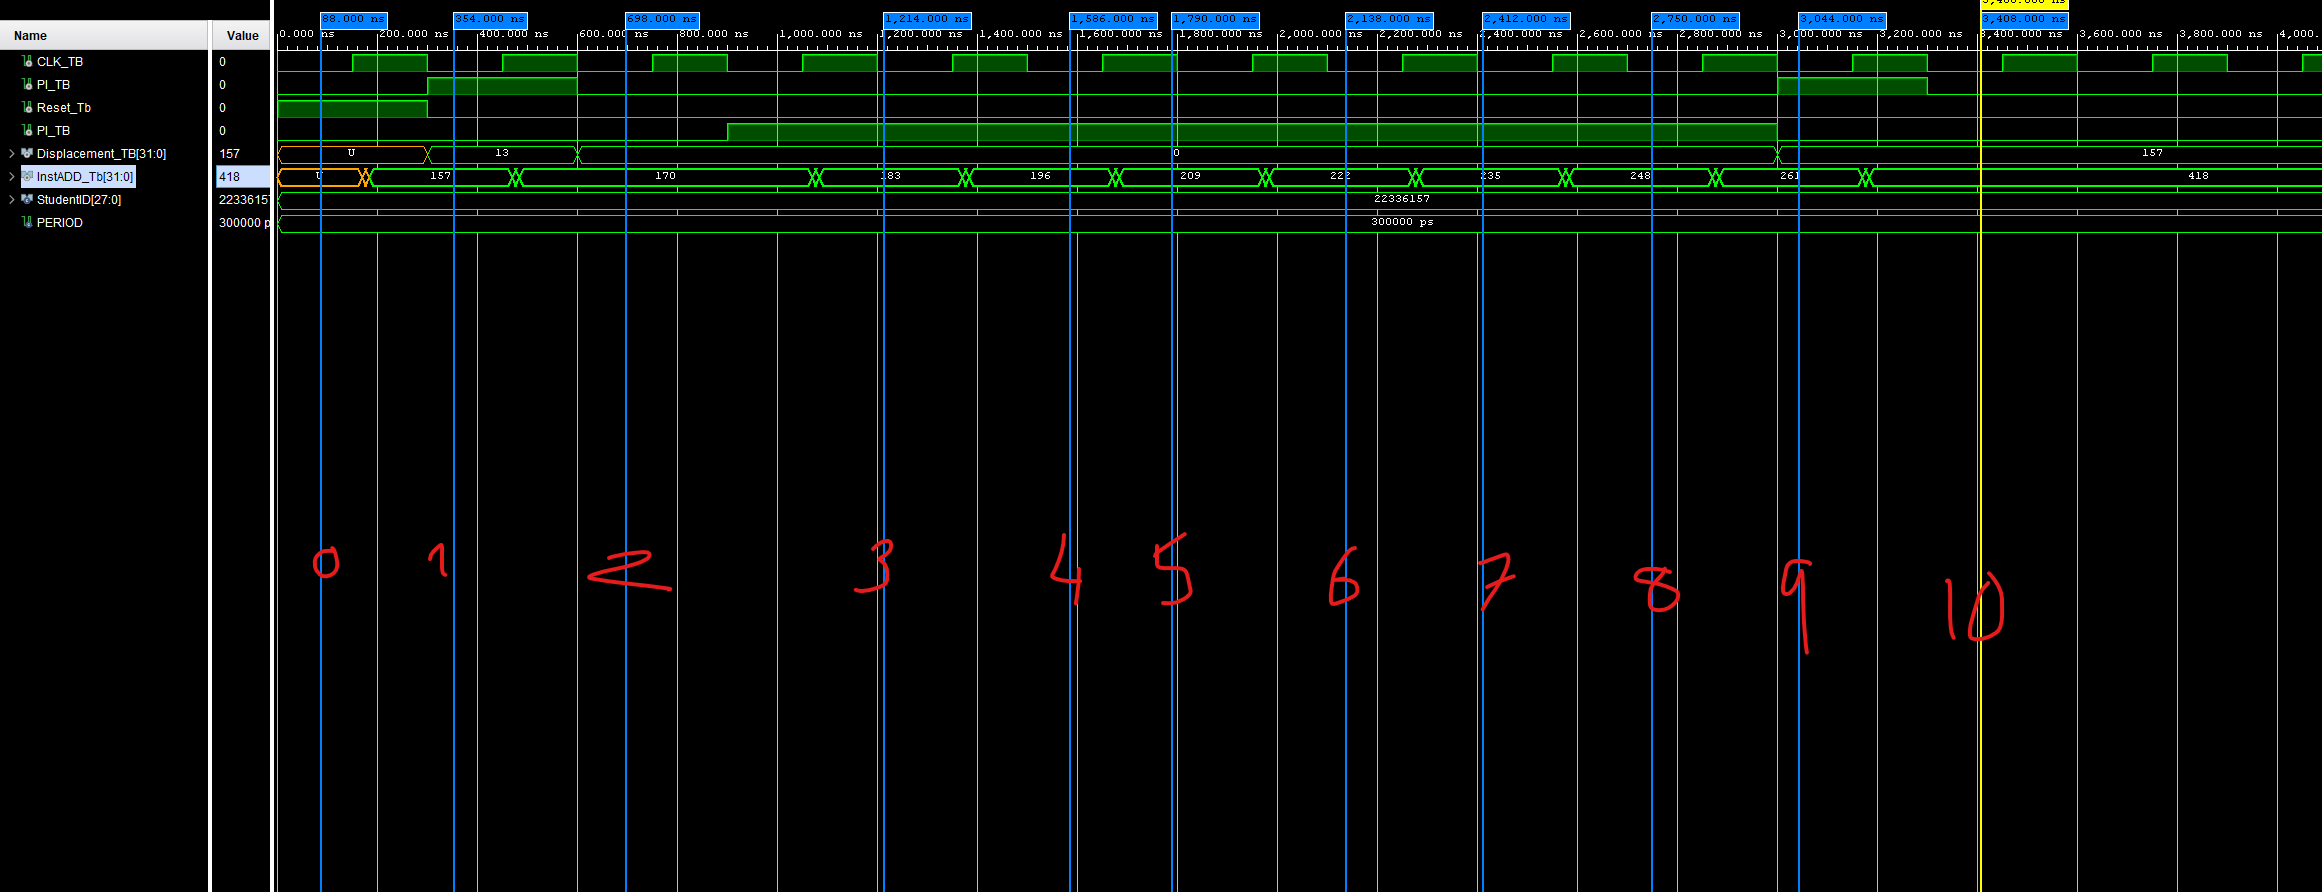 3,408.000 ns
88.000 ns 354.000 ns 698.000 ns 1,214.000 ns 1,586.000 ns 1,790.000 ns 2,138.000 ns 2,412.000 ns 2,750.000 ns 3,044.000 ns 3,408.000 ns
Name Value 0.000 ns 200.000 ns 400.000 ns 600.000 ns 800.000 ns 1,000.000 ns 1,200.000 ns 1,400.000 ns 1,600.000 ns 1,800.000 ns 2,000.000 ns 2,200.000 ns 2,400.000 ns 2,600.000 ns 2,800.000 ns 3,000.000 ns 3,200.000 ns 3,400.000 ns 3,600.000 ns 3,800.000 ns 4,000.
CLK_TB 0
PI_TB 0
Reset_Tb 0
PI_TB 0
Displacement_TB[31:0] 157 U 13 0 157
InstADD_Tb[31:0] 418 U 157 170 183 196 209 222 235 248 261 418
StudentID[27:0] 2233615 22336157
PERIOD 300000 p 300000 ps
0 1 2 3 4 5 6 7 8 9 10